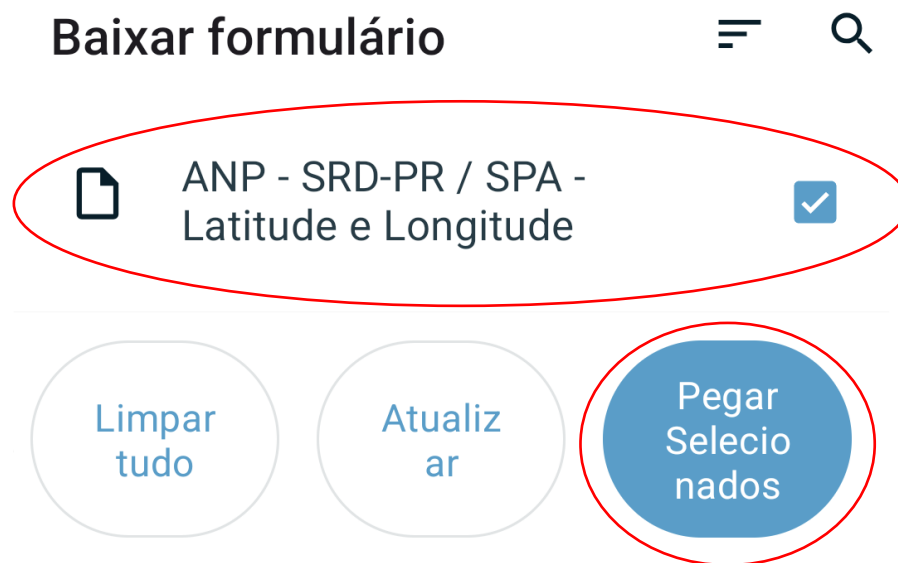 Baixar formulário
ANP - SRD-PR / SPA -
Latitude e Longitude
Limpar
tudo
Atualiz
ar
Pegar
Selecio
nados